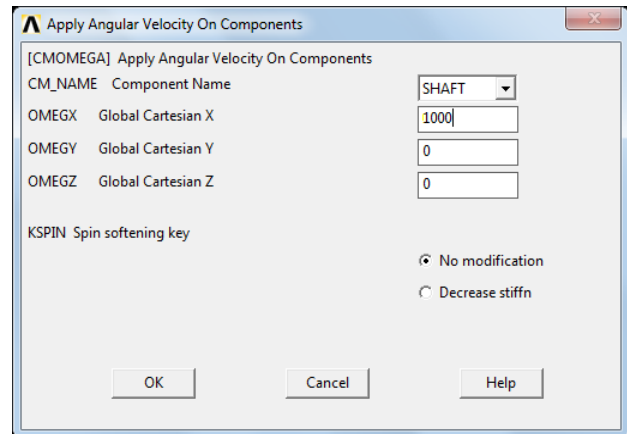 Apply Angular Velocity On Components
[CMOMEGA] Apply Angular Velocity On Components
CM_NAME Component Name SHAFT
OMEGX Global Cartesian X 1000
OMEGY Global Cartesian Y 0
OMEGZ Global Cartesian Z 0
KSPIN Spin softening key
No modification
Decrease stiffn
OK Cancel Help